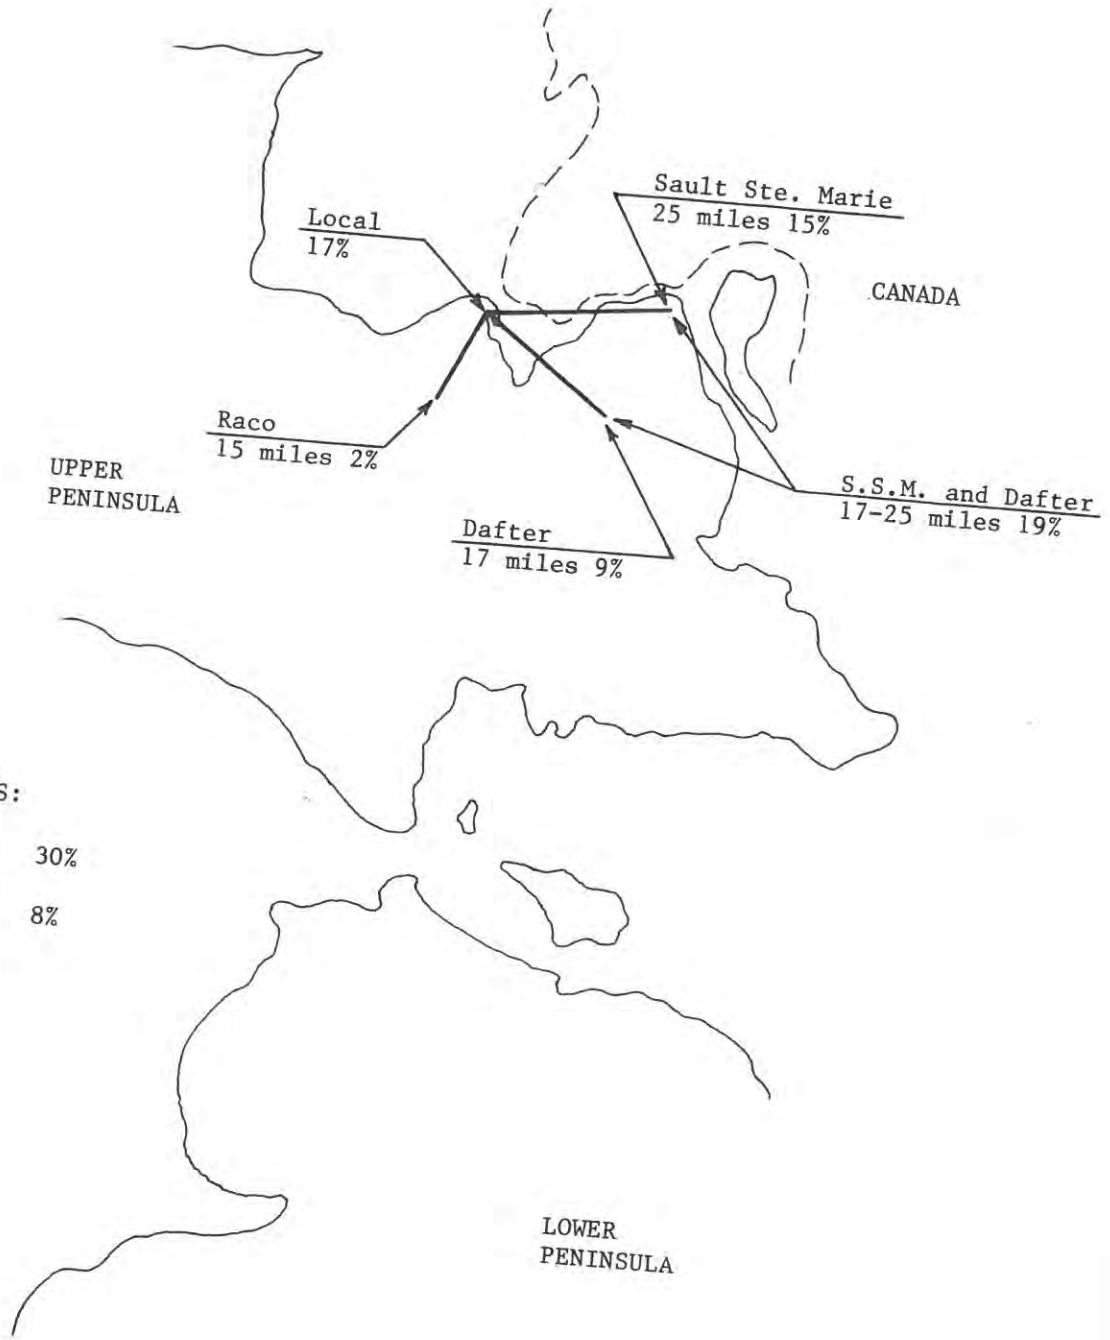 Sault Ste. Marie
25 miles 15%
Local
17%
CANADA
Raco
15 miles 2%
UPPER
PENINSULA
S.S.M. and Dafter
17-25 miles 19%
Dafter
17 miles 9%
S:
30%
8%
LOWER
PENINSULA